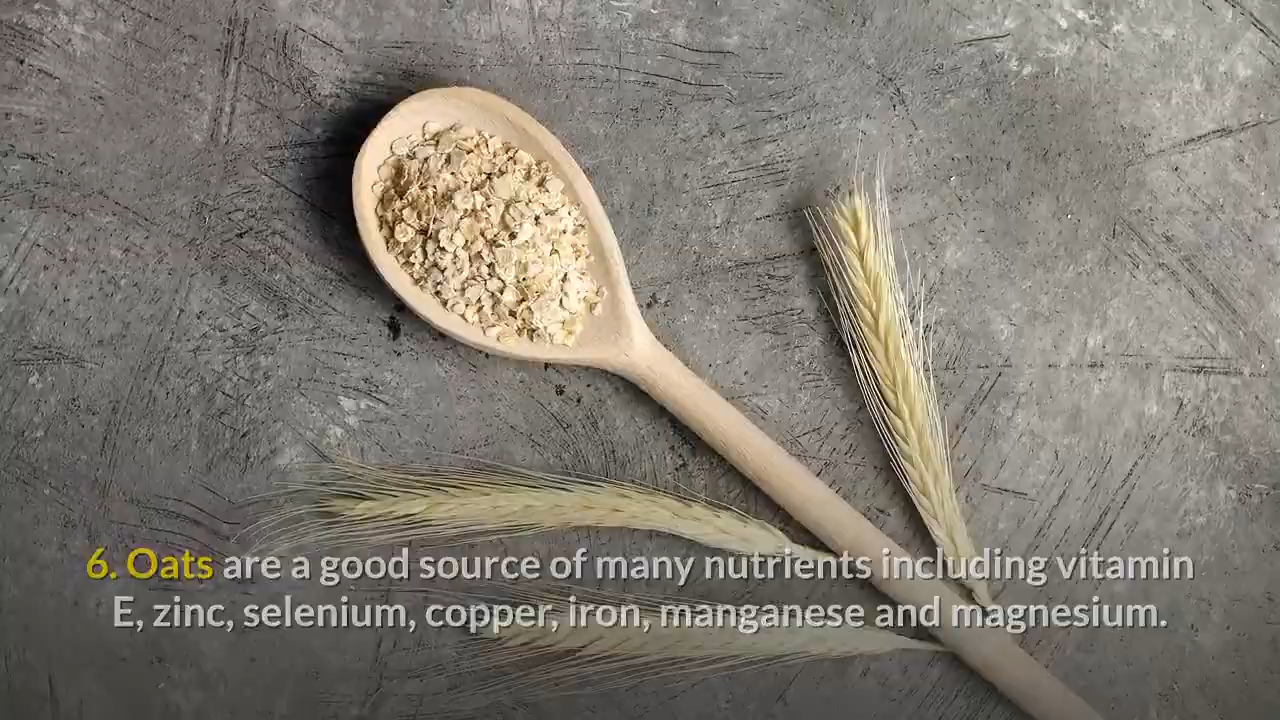 6. Oats are a good source of many nutrients including vitamin
E, zinc, selenium, copper, iron, manganese and magnesium.